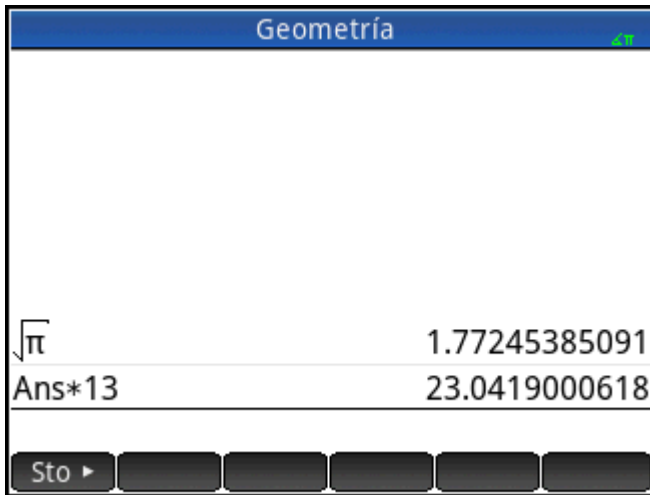 Geometría
∡π
√π 1.77245385091
Ans*13 23.0419000618
Sto ►